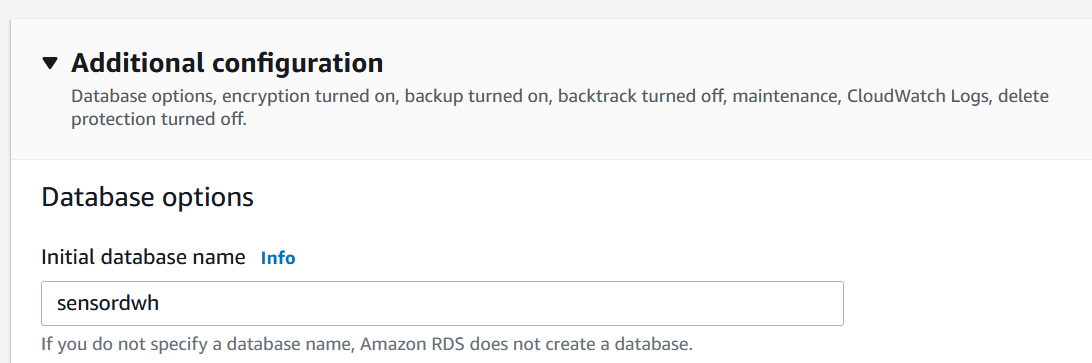 Additional configuration
Database options, encryption turned on, backup turned on, backtrack turned off, maintenance, CloudWatch Logs, delete
protection turned off.
Database options
Initial database name Info
sensordwh
If you do not specify a database name, Amazon RDS does not create a database.